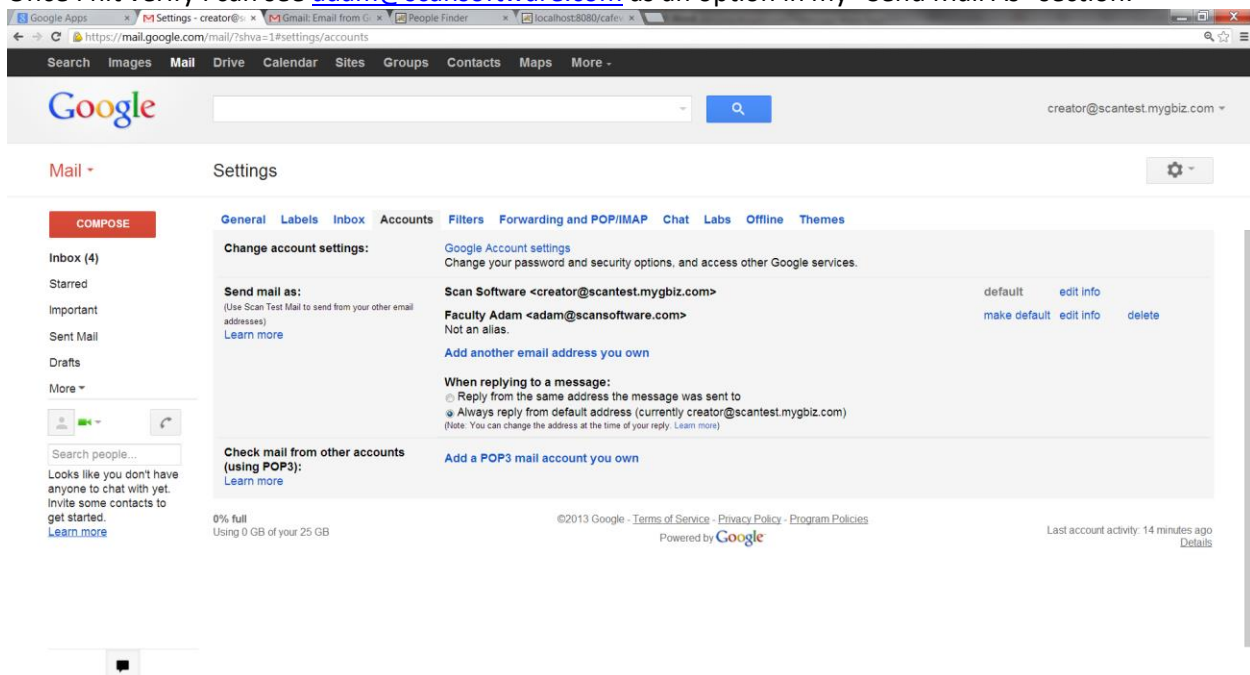 Once I hit verify I can see adam@scansoftware.com as an option in my "Send Mail As" section.
Google Apps
Settings - creator@sc
Gmail: Email from G
People Finder
localhost:8080/cafev
https://mail.google.com/mail/?shva=1#settings/accounts
Search Images Mail Drive Calendar Sites Groups Contacts Maps More
Google
creator@scantest.mygbiz.com
Mail
Settings
COMPOSE
Inbox (4)
Starred
Important
Sent Mail
Drafts
More
Search people...
Looks like you don't have
anyone to chat with yet.
Invite some contacts to
get started.
Learn more
General Labels Inbox Accounts Filters Forwarding and POP/IMAP Chat Labs Offline Themes
Change account settings:
Google Account settings
Change your password and security options, and access other Google services.
Send mail as:
(Use Scan Test Mail to send from your other email
addresses)
Learn more
Scan Software <creator@scantest.mygbiz.com> default edit info
Faculty Adam <adam@scansoftware.com> make default edit info delete
Not an alias.
Add another email address you own
When replying to a message:
Reply from the same address the message was sent to
Always reply from default address (currently creator@scantest.mygbiz.com)
(Note: You can change the address at the time of your reply. Learn more)
Check mail from other accounts
(using POP3):
Learn more
Add a POP3 mail account you own
0% full
Using 0 GB of your 25 GB
©2013 Google - Terms of Service - Privacy Policy - Program Policies
Powered by Google
Last account activity: 14 minutes ago
Details